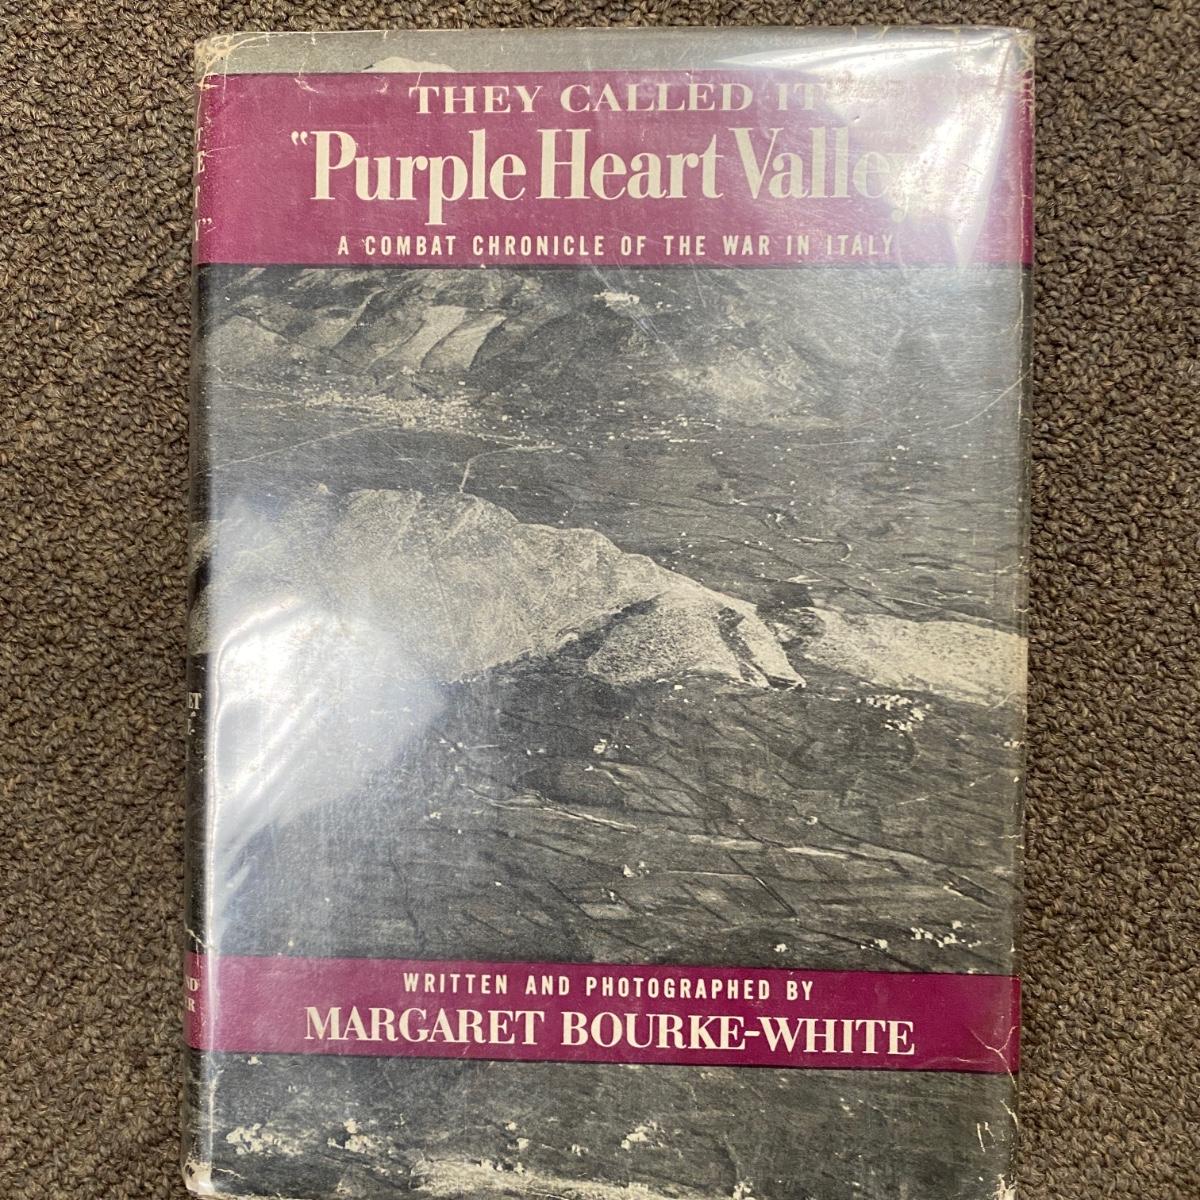 THEY CALLED IT
"Purple Heart Valley
A COMBAT CHRONICLE OF THE WAR IN ITALY
WRITTEN AND PHOTOGRAPHED BY
MARGARET BOURKE-WHITE